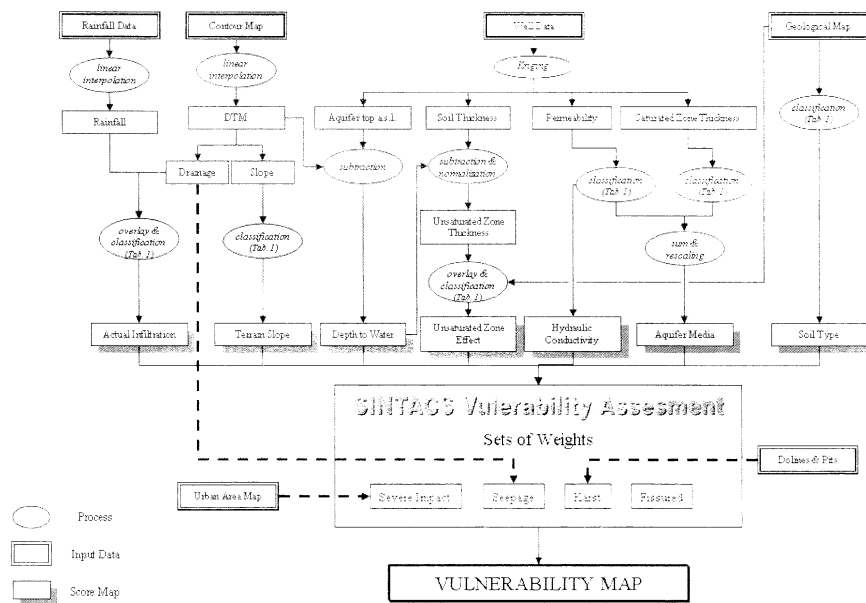 Rainfall Data
Contour Map
Well Data
Geological Map
linear
interpolation
linear
interpolation
Kriging
classification
(Tab. 1)
Rainfall
DTM
Aquifer top a.s.l.
Soil Thickness
Permeability
Saturated Zone Thickness
Drainage
Slope
subtraction
subtraction &
normalization
classification
(Tab. 1)
classification
(Tab. 1)
overlay &
classification
(Tab. 1)
classification
(Tab. 1)
Unsaturated Zone
Thickness
sum &
rescaling
overlay &
classification
(Tab. 1)
Actual Infiltration
Terrain Slope
Depth to Water
Unsaturated Zone
Effect
Hydraulic
Conductivity
Aquifer Media
Soil Type
SINTACS Vulerability Assesment
Sets of Weights
Dolines & Pits
Urban Area Map
Severe Impact
Seepage
Karst
Fissured
Process
Input Data
Score Map
VULNERABILITY MAP